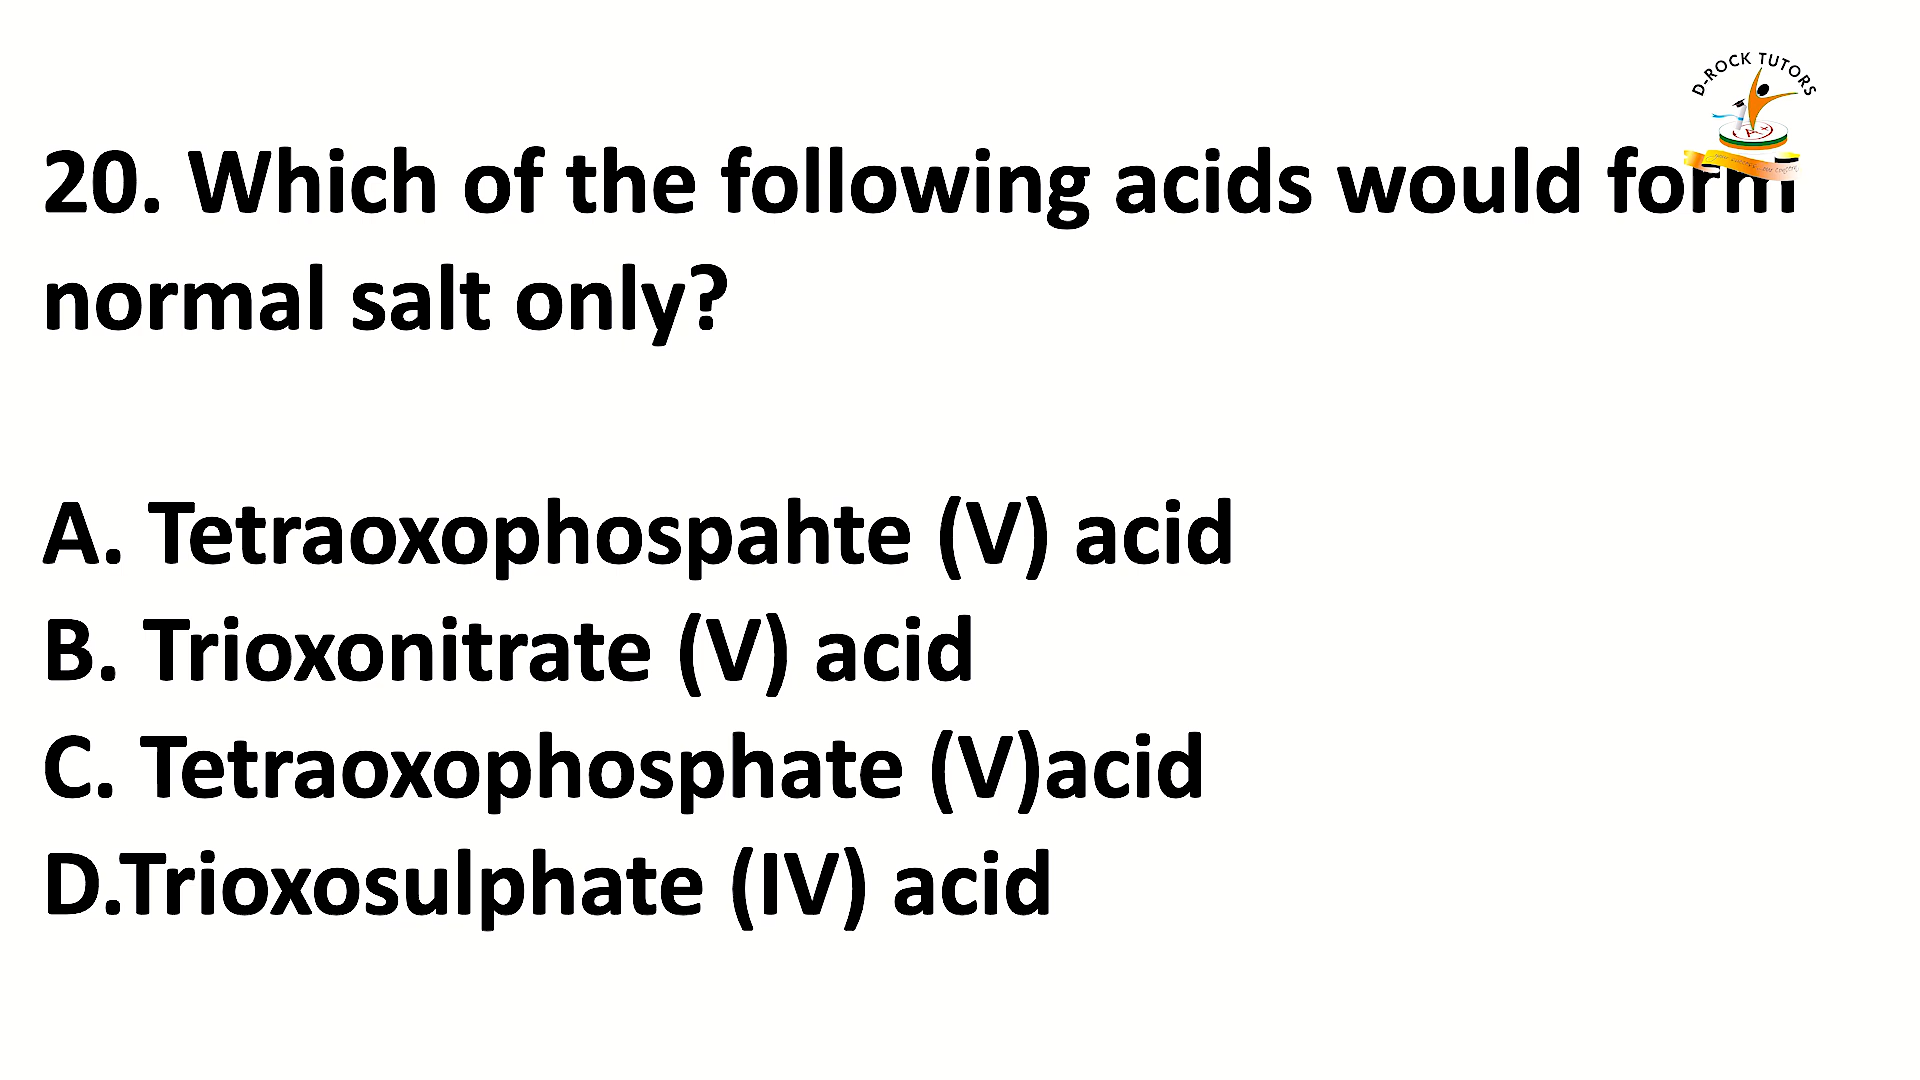 D-ROCK TUTORS
20. Which of the following acids would form
normal salt only?
A. Tetraoxophospahte (V) acid
B. Trioxonitrate (V) acid
C. Tetraoxophosphate (V)acid
D.Trioxosulphate (IV) acid